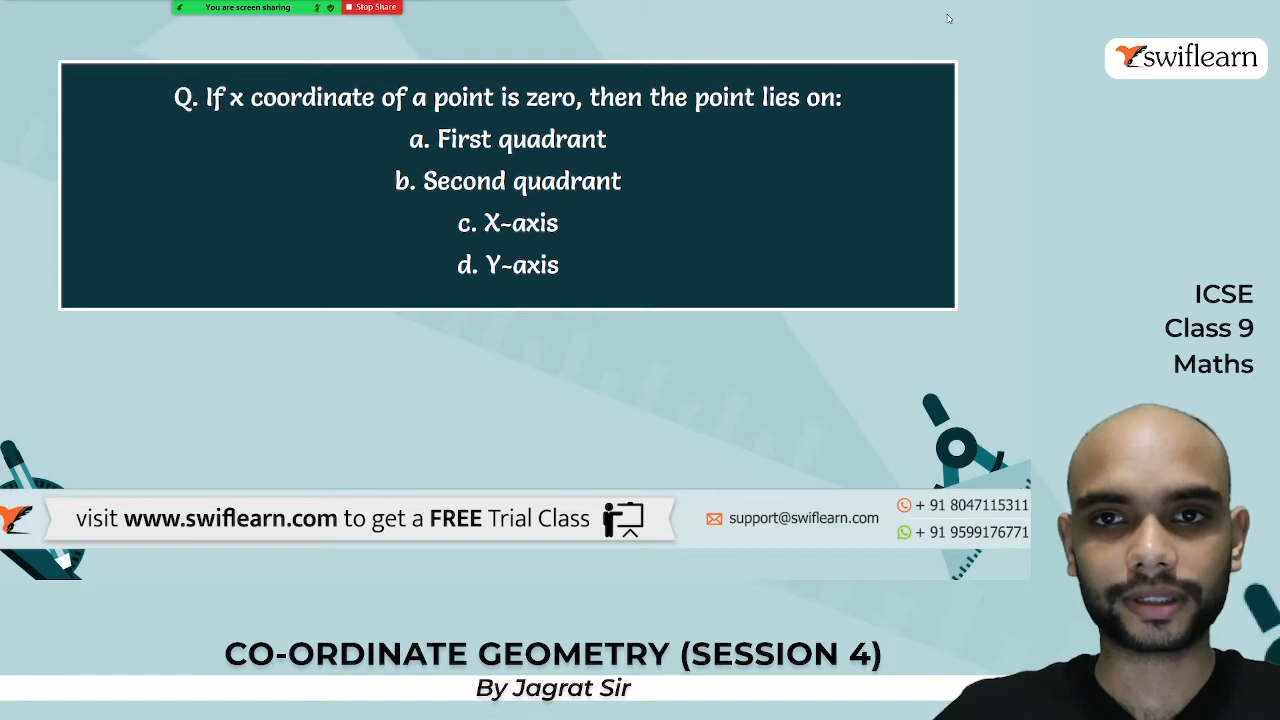 You are screen sharing
Stop Share
swiflearn
Q. If x coordinate of a point is zero, then the point lies on:
a. First quadrant
b. Second quadrant
c. X-axis
d. Y-axis
ICSE
Class 9
Maths
visit www.swiflearn.com to get a FREE Trial Class
support@swiflearn.com
+ 91 8047115311
+ 91 9599176771
CO-ORDINATE GEOMETRY (SESSION 4)
By Jagrat Sir